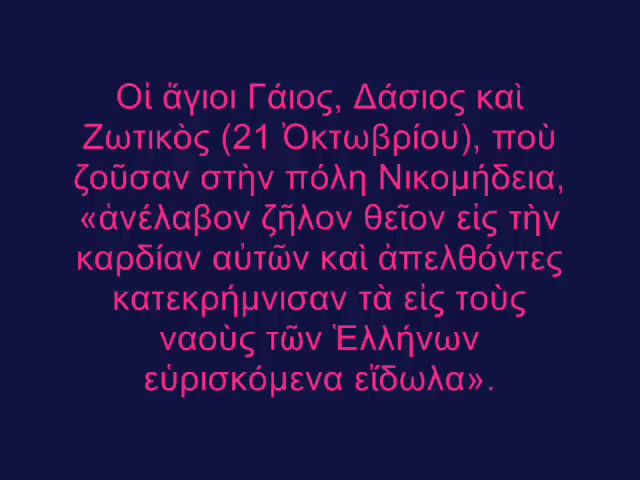 Οἱ ἅγιοι Γάιος, Δάσιος καὶ
Ζωτικὸς (21 Ὀκτωβρίου), ποὺ
ζοῦσαν στὴν πόλη Νικομήδεια,
«ἀνέλαβον ζῆλον θεῖον εἰς τὴν
καρδίαν αὐτῶν καὶ ἀπελθόντες
κατεκρήμνισαν τὰ εἰς τοὺς
ναοὺς τῶν Ἑλλήνων
εὑρισκόμενα εἴδωλα».